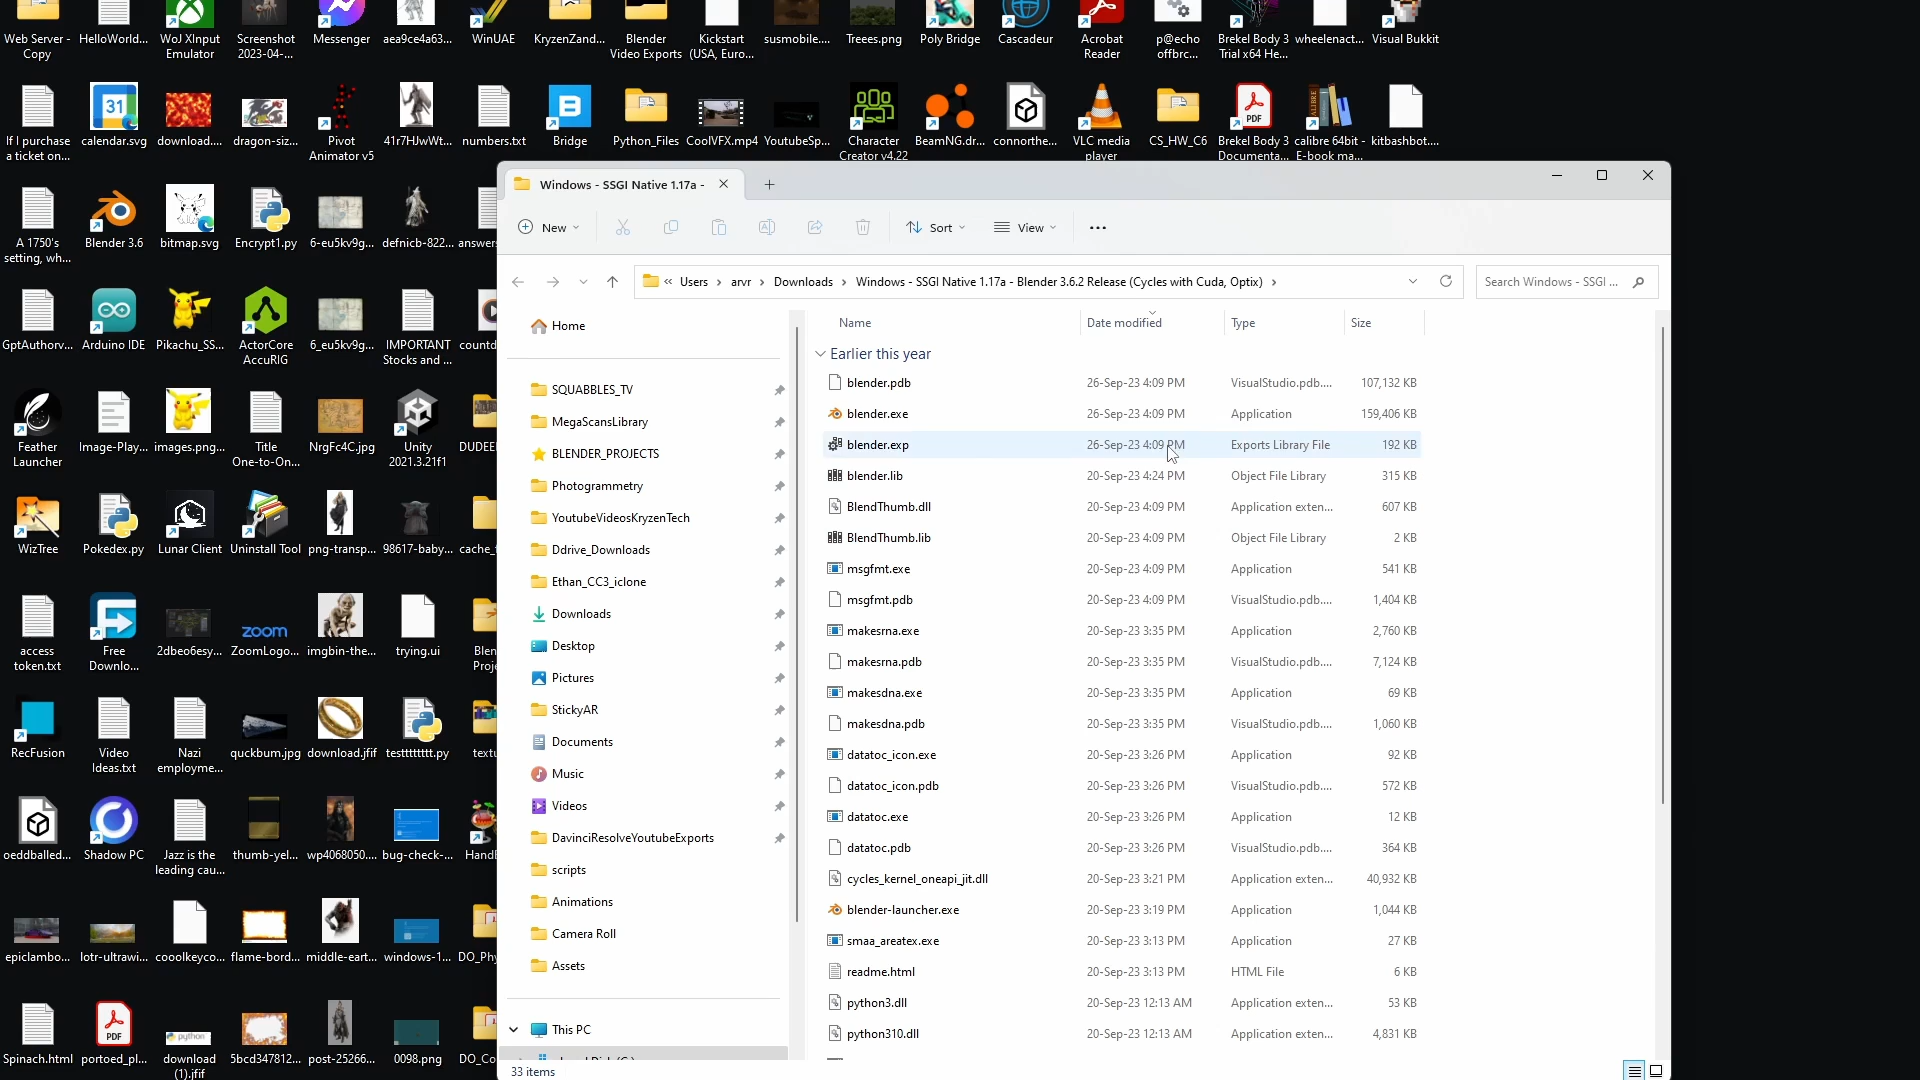 Web Server -
Copy
HelloWorld...
WoJ XInput
Emulator
Screenshot
2023-04-...
Messenger
aea9ce4a63...
WinUAE
KryzenZand...
Blender
Video Exports
Kickstart
(USA, Euro...
susmobile....
Treees.png
Poly Bridge
Cascadeur
Acrobat
Reader
p@echo
offbrc...
Brekel Body 3
Trial x64 He...
wheelenact...
Visual Bukkit
If I purchase
a ticket on...
calendar.svg
download....
dragon-siz...
Pivot
Animator v5
41r7HJwWt...
numbers.txt
Bridge
Python_Files
CoolVFX.mp4
YoutubeSp...
Character
Creator v4.22
BeamNG.dr...
connorthe...
VLC media
player
CS_HW_C6
Brekel Body 3
Documenta...
calibre 64bit -
E-book ma...
kitbashbot....
A 1750's
setting, wh...
Blender 3.6
bitmap.svg
Encrypt1.py
6-eu5kv9g...
defnicb-822...
answers
GptAuthorv...
Arduino IDE
Pikachu_SS...
ActorCore
AccuRIG
6_eu5kv9g...
IMPORTANT
Stocks and ...
countd
Feather
Launcher
Image-Play...
images.png...
Title
One-to-On...
NrgFc4C.jpg
Unity
2021.3.21f1
DUDEE
WizTree
Pokedex.py
Lunar Client
Uninstall Tool
png-transp...
98617-baby...
cache_
access
token.txt
Free
Downlo...
2dbeo6esy...
zoom
ZoomLogo...
imgbin-the...
trying.ui
Blen
Proj
RecFusion
Video
Ideas.txt
Nazi
employme...
quckbum.jpg
download.jfif
testttttttt.py
textu
oeddballed...
Shadow PC
Jazz is the
leading cau...
thumb-yel...
wp4068050....
bug-check-...
HandB
epiclambo...
lotr-ultrawi...
cooolkeyco...
flame-bord...
middle-eart...
windows-1...
DO_Phy
Spinach.html
portoed_pl...
python
download
(1).jfif
5bcd347812...
post-25266...
0098.png
DO_Co
Windows - SSGI Native 1.17a -
New
Sort
View
« Users › arvr › Downloads › Windows - SSGI Native 1.17a - Blender 3.6.2 Release (Cycles with Cuda, Optix) ›
Search Windows - SSGI ...
Home
SQUABBLES_TV
MegaScansLibrary
BLENDER_PROJECTS
Photogrammetry
YoutubeVideosKryzenTech
Ddrive_Downloads
Ethan_CC3_iclone
Downloads
Desktop
Pictures
StickyAR
Documents
Music
Videos
DavinciResolveYoutubeExports
scripts
Animations
Camera Roll
Assets
This PC
Name Date modified Type Size
Earlier this year
blender.pdb 26-Sep-23 4:09 PM VisualStudio.pdb.... 107,132 KB
blender.exe 26-Sep-23 4:09 PM Application 159,406 KB
blender.exp 26-Sep-23 4:09 PM Exports Library File 192 KB
blender.lib 20-Sep-23 4:24 PM Object File Library 315 KB
BlendThumb.dll 20-Sep-23 4:09 PM Application exten... 607 KB
BlendThumb.lib 20-Sep-23 4:09 PM Object File Library 2 KB
msgfmt.exe 20-Sep-23 4:09 PM Application 541 KB
msgfmt.pdb 20-Sep-23 4:09 PM VisualStudio.pdb.... 1,404 KB
makesrna.exe 20-Sep-23 3:35 PM Application 2,760 KB
makesrna.pdb 20-Sep-23 3:35 PM VisualStudio.pdb.... 7,124 KB
makesdna.exe 20-Sep-23 3:35 PM Application 69 KB
makesdna.pdb 20-Sep-23 3:35 PM VisualStudio.pdb.... 1,060 KB
datatoc_icon.exe 20-Sep-23 3:26 PM Application 92 KB
datatoc_icon.pdb 20-Sep-23 3:26 PM VisualStudio.pdb.... 572 KB
datatoc.exe 20-Sep-23 3:26 PM Application 12 KB
datatoc.pdb 20-Sep-23 3:26 PM VisualStudio.pdb.... 364 KB
cycles_kernel_oneapi_jit.dll 20-Sep-23 3:21 PM Application exten... 40,932 KB
blender-launcher.exe 20-Sep-23 3:19 PM Application 1,044 KB
smaa_areatex.exe 20-Sep-23 3:13 PM Application 27 KB
readme.html 20-Sep-23 3:13 PM HTML File 6 KB
python3.dll 20-Sep-23 12:13 AM Application exten... 53 KB
python310.dll 20-Sep-23 12:13 AM Application exten... 4,831 KB
33 items